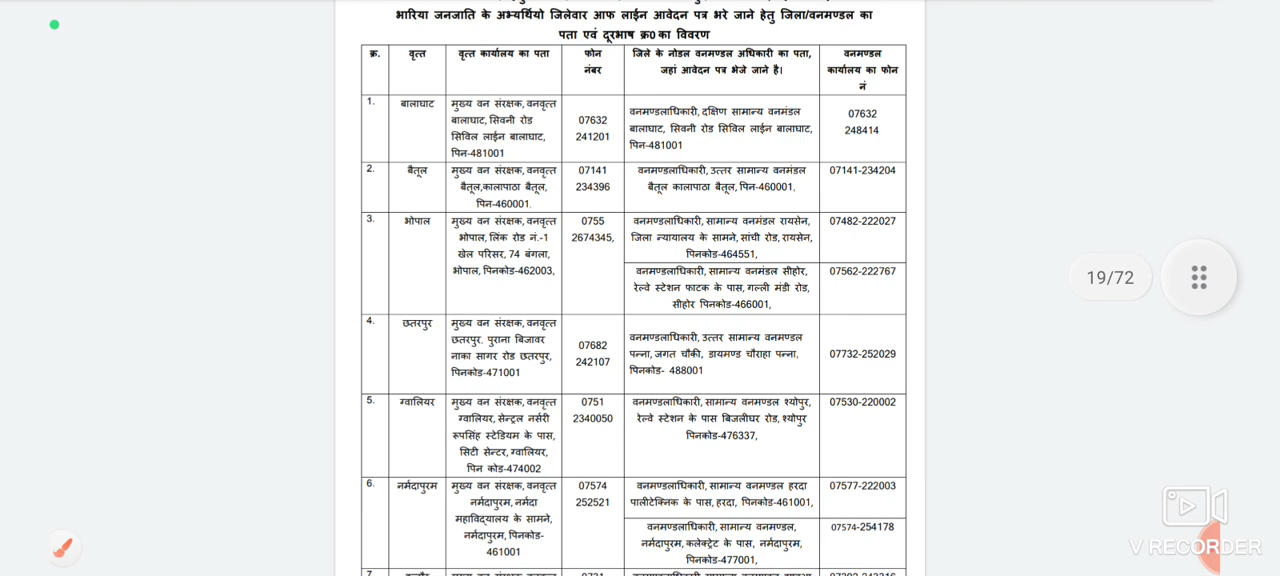 भारिया जनजाति के अभ्यर्थियो जिलेवार आफ लाईन आवेदन पत्र भरे जाने हेतु जिला/वनमण्डल का
पता एवं दूरभाष क्र0 का विवरण
क्र.
वृत्त
वृत्त कार्यालय का पता
फोन
नंबर
जिले के नोडल वनमण्डल अधिकारी का पता,
जहां आवेदन पत्र भेजे जाने है।
वनमण्डल
कार्यालय का फोन
नं
1.
बालाघाट
मुख्य वन संरक्षक, वनवृत्त
बालाघाट, सिवनी रोड
सिविल लाईन बालाघाट,
पिन-481001
07632
241201
वनमण्डलाधिकारी, दक्षिण सामान्य वनमंडल
बालाघाट, सिवनी रोड सिविल लाईन बालाघाट,
पिन-481001
07632
248414
2.
बैतूल
मुख्य वन संरक्षक, वनवृत्त
बैतूल,कालापाठा बैतूल,
पिन-460001.
07141
234396
वनमण्डलाधिकारी, उत्तर सामान्य वनमंडल
बैतूल कालापाठा बैतूल, पिन-460001,
07141-234204
3.
भोपाल
मुख्य वन संरक्षक, वनवृत्त
भोपाल, लिंक रोड नं.-1
खेल परिसर, 74 बंगला,
भोपाल, पिनकोड-462003,
0755
2674345,
वनमण्डलाधिकारी, सामान्य वनमंडल रायसेन,
जिला न्यायालय के सामने, सांची रोड, रायसेन,
पिनकोड-464551,
07482-222027
वनमण्डलाधिकारी, सामान्य वनमंडल सीहोर,
रेल्वे स्टेशन फाटक के पास, गल्ली मंडी रोड,
सीहोर पिनकोड-466001,
07562-222767
4.
छतरपुर
मुख्य वन संरक्षक, वनवृत्त
छतरपुर. पुराना बिजावर
नाका सागर रोड छतरपुर,
पिनकोड-471001
07682
242107
वनमण्डलाधिकारी, उत्तर सामान्य वनमण्डल
पन्ना, जगत चौकी, डायमण्ड चौराहा पन्ना,
पिनकोड- 488001
07732-252029
5.
ग्वालियर
मुख्य वन संरक्षक, वनवृत्त
ग्वालियर, सेन्ट्रल नर्सरी
रूपसिंह स्टेडियम के पास,
सिटी सेन्टर, ग्वालियर,
पिन कोड-474002
0751
2340050
वनमण्डलाधिकारी, सामान्य वनमण्डल श्योपुर,
रेल्वे स्टेशन के पास बिजलीघर रोड, श्योपुर
पिनकोड-476337,
07530-220002
6.
नर्मदापुरम
मुख्य वन संरक्षक, वनवृत्त
नर्मदापुरम, नर्मदा
महाविद्यालय के सामने,
नर्मदापुरम, पिनकोड-
461001
07574
252521
वनमण्डलाधिकारी, सामान्य वनमण्डल हरदा
पालीटेक्निक के पास, हरदा, पिनकोड-461001,
07577-222003
वनमण्डलाधिकारी, सामान्य वनमण्डल,
नर्मदापुरम, कलेक्ट्रेट के पास, नर्मदापुरम,
पिनकोड-477001,
07574-254178
19/72
V RECORDER